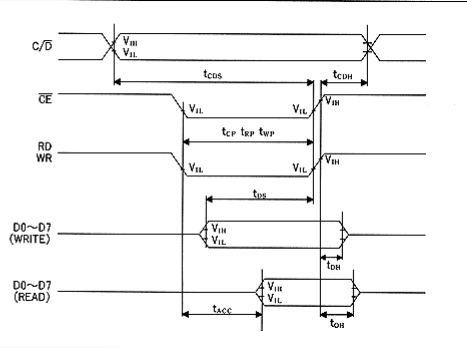 C/D̅
VIH
VIL
tCDS
tCDH
C̅E̅
VIL
VIL
VIH
tCP tRP tWP
RD
WR
VIL
VIL
VIH
tDS
D0~D7
(WRITE)
VIH
VIL
tDH
D0~D7
(READ)
VIH
VIL
tACC
tOH